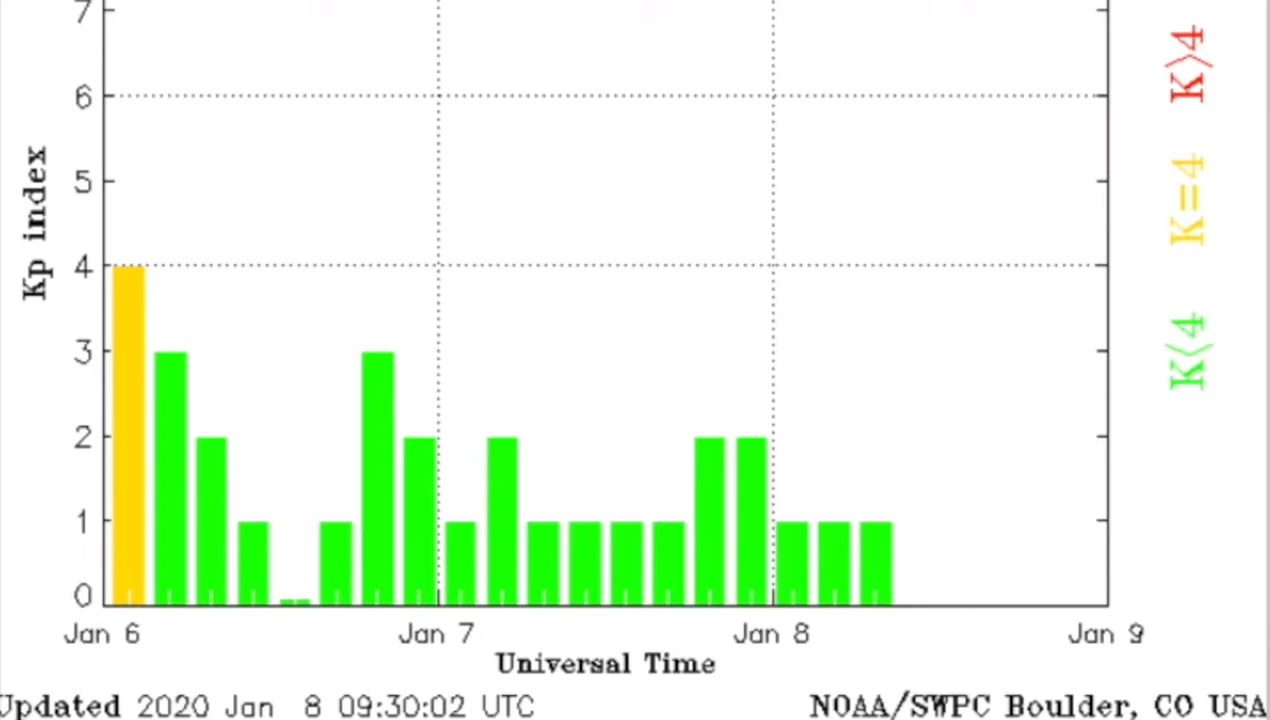 7
6
5
4
3
2
1
0
Kp index
K>4
K=4
K<4
Jan 6 Jan 7 Jan 8 Jan 9
Universal Time
Updated 2020 Jan 8 09:30:02 UTC NOAA/SWPC Boulder, CO USA